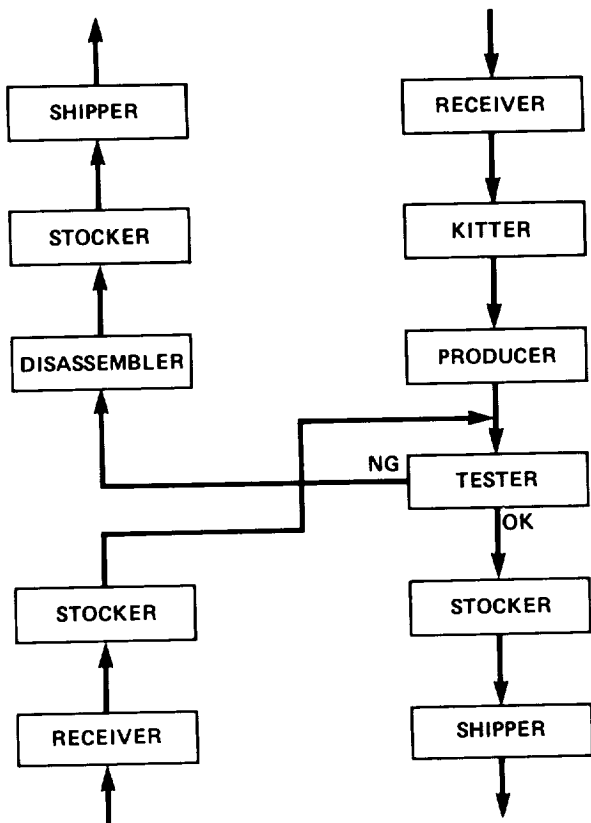 SHIPPER
STOCKER
DISASSEMBLER
STOCKER
RECEIVER
RECEIVER
KITTER
PRODUCER
NG
TESTER
OK
STOCKER
SHIPPER